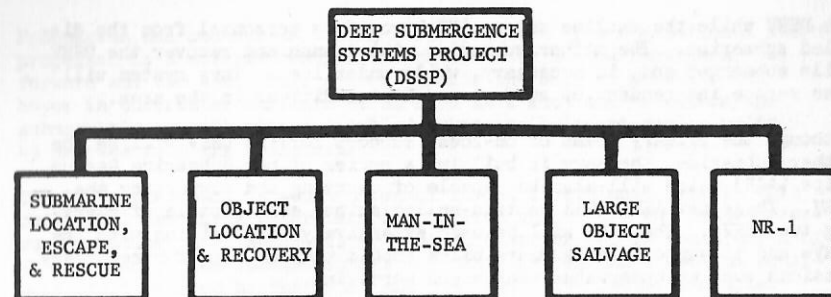 DEEP SUBMERGENCE
SYSTEMS PROJECT
(DSSP)
SUBMARINE
LOCATION,
ESCAPE,
& RESCUE
OBJECT
LOCATION
& RECOVERY
MAN-IN-
THE-SEA
LARGE
OBJECT
SALVAGE
NR-1